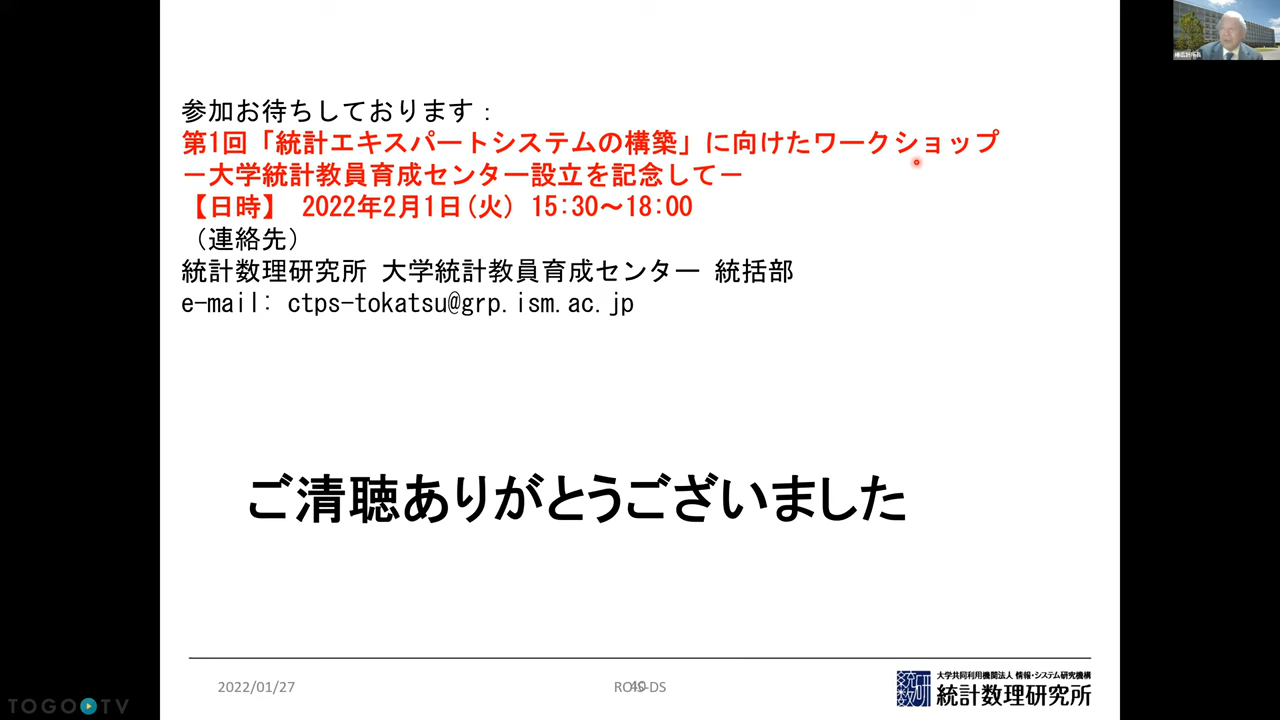 参加お待ちしております：
第1回「統計エキスパートシステムの構築」に向けたワークショップ
－大学統計教員育成センター設立を記念して－
【日時】 2022年2月1日(火) 15:30～18:00
（連絡先）
統計数理研究所 大学統計教員育成センター 統括部
e-mail: ctps-tokatsu@grp.ism.ac.jp
ご清聴ありがとうございました
2022/01/27
ROIS-DS
40
大学共同利用機関法人 情報・システム研究機構
統計数理研究所
TOGO TV